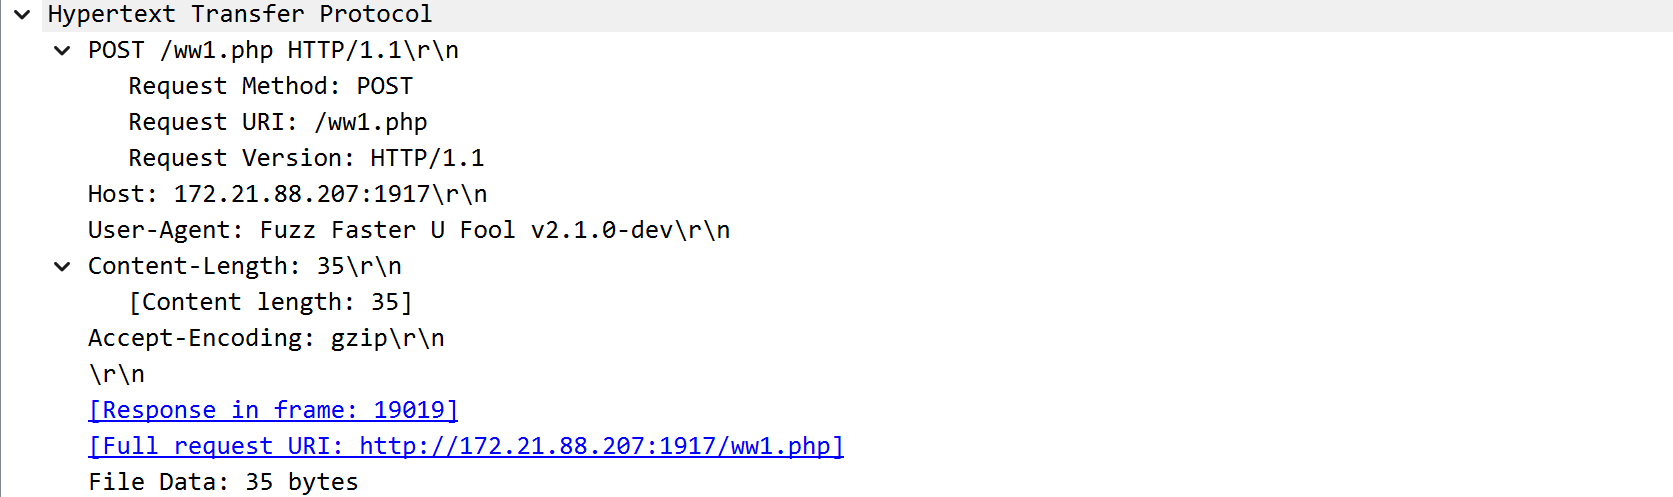 Hypertext Transfer Protocol
POST /ww1.php HTTP/1.1\r\n
Request Method: POST
Request URI: /ww1.php
Request Version: HTTP/1.1
Host: 172.21.88.207:1917\r\n
User-Agent: Fuzz Faster U Fool v2.1.0-dev\r\n
Content-Length: 35\r\n
[Content length: 35]
Accept-Encoding: gzip\r\n
\r\n
[Response in frame: 19019]
[Full request URI: http://172.21.88.207:1917/ww1.php]
File Data: 35 bytes